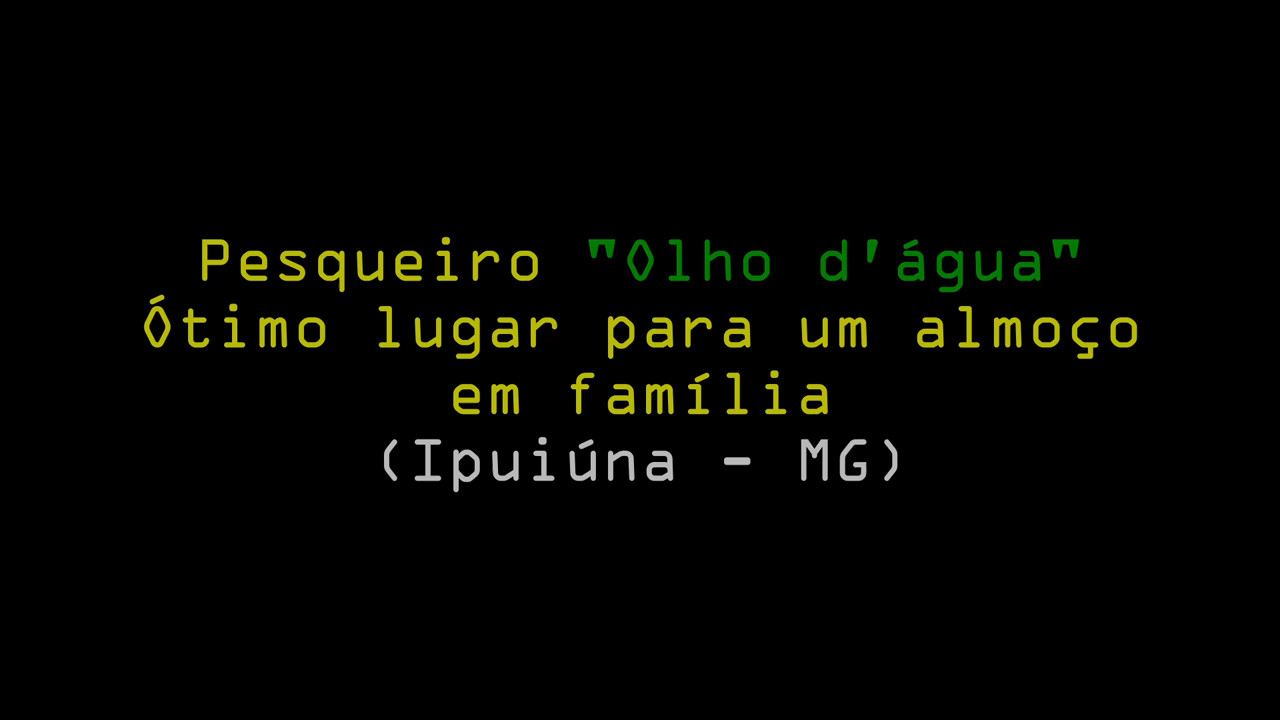 Pesqueiro "Olho d'água"
Ótimo lugar para um almoço
em família
(Ipuiúna - MG)